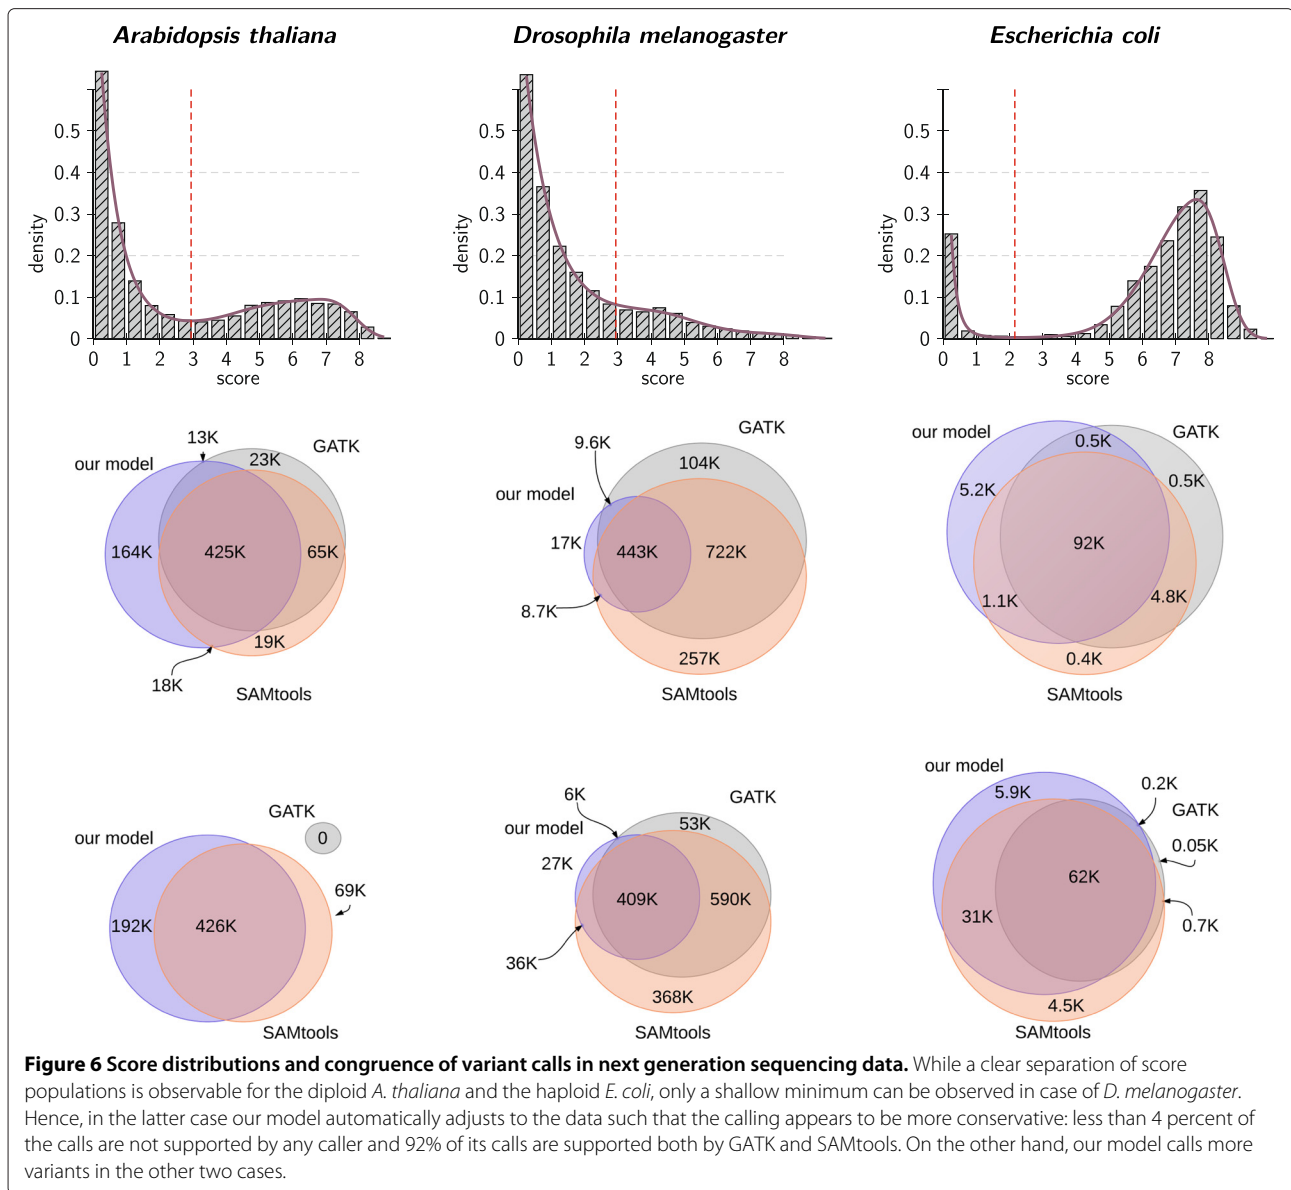 Arabidopsis thaliana
Drosophila melanogaster
Escherichia coli
0.5
0.4
0.3
0.2
0.1
0
density
0 1 2 3 4 5 6 7 8
score
0.5
0.4
0.3
0.2
0.1
0
density
0 1 2 3 4 5 6 7 8
score
0.5
0.4
0.3
0.2
0.1
0
density
0 1 2 3 4 5 6 7 8
score
13K
GATK
our model
23K
164K
425K
65K
19K
18K
SAMtools
GATK
9.6K
104K
our model
17K
443K
722K
8.7K
257K
SAMtools
our model
GATK
0.5K
5.2K
0.5K
92K
1.1K
4.8K
0.4K
SAMtools
GATK
our model
0
69K
192K
426K
SAMtools
6K
GATK
our model
53K
27K
409K
590K
36K
368K
SAMtools
our model
5.9K
0.2K
GATK
0.05K
62K
31K
0.7K
4.5K
SAMtools
Figure 6 Score distributions and congruence of variant calls in next generation sequencing data. While a clear separation of score
populations is observable for the diploid A. thaliana and the haploid E. coli, only a shallow minimum can be observed in case of D. melanogaster.
Hence, in the latter case our model automatically adjusts to the data such that the calling appears to be more conservative: less than 4 percent of
the calls are not supported by any caller and 92% of its calls are supported both by GATK and SAMtools. On the other hand, our model calls more
variants in the other two cases.